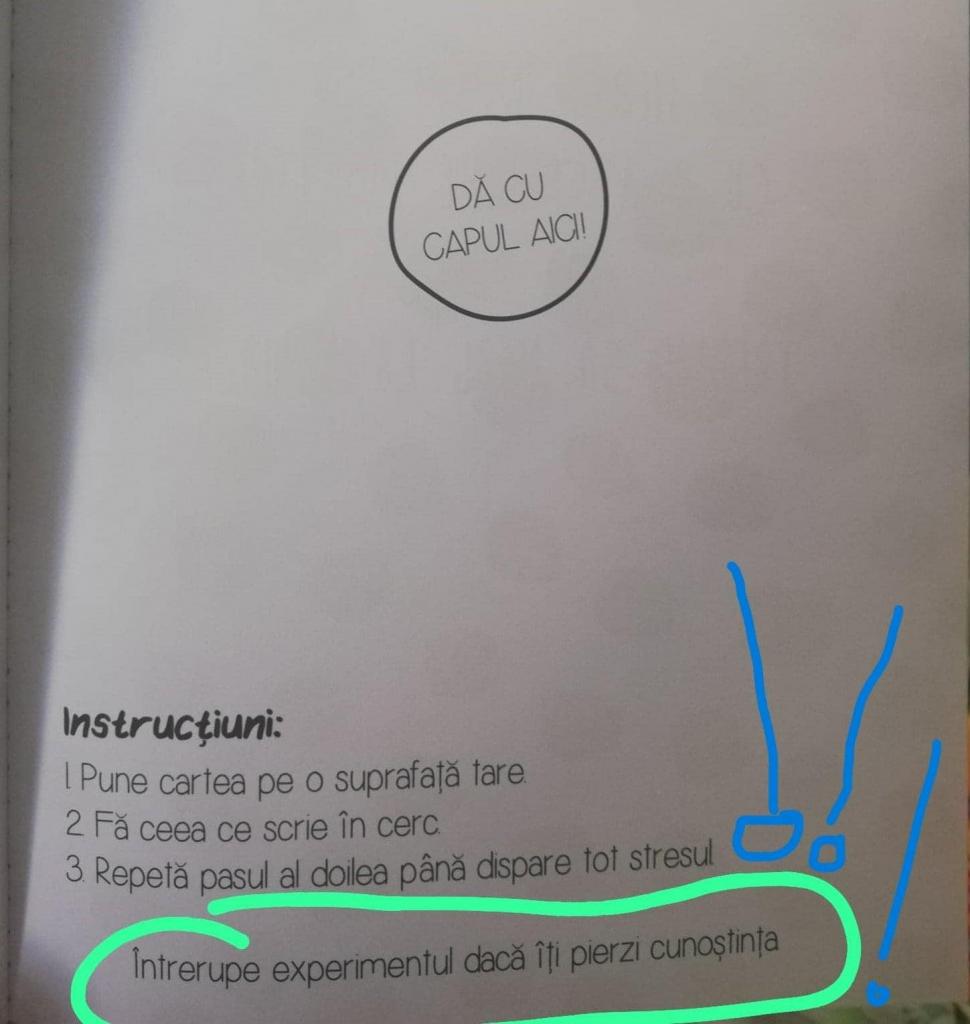 DĂ CU
CAPUL AICI!
Instrucțiuni:
1. Pune cartea pe o suprafață tare.
2. Fă ceea ce scrie în cerc.
3. Repetă pasul al doilea până dispare tot stresul.
Întrerupe experimentul dacă îți pierzi cunoștința